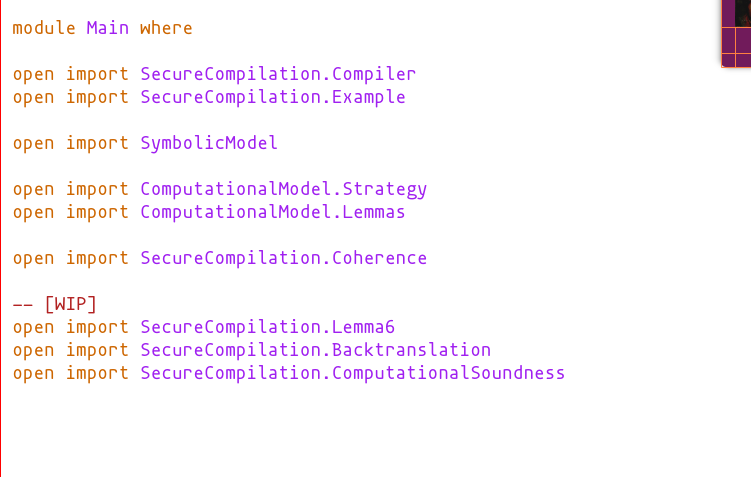 module Main where
open import SecureCompilation.Compiler
open import SecureCompilation.Example
open import SymbolicModel
open import ComputationalModel.Strategy
open import ComputationalModel.Lemmas
open import SecureCompilation.Coherence
-- [WIP]
open import SecureCompilation.Lemma6
open import SecureCompilation.Backtranslation
open import SecureCompilation.ComputationalSoundness